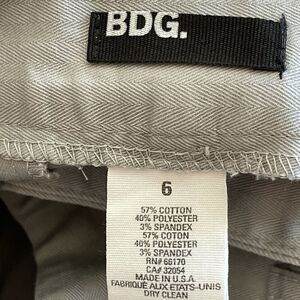 BDG.
6
57% COTTON
40% POLYESTER
3% SPANDEX
57% COTON
40% POLYESTER
3% SPANDEX
RN# 66170
CA# 32054
MADE IN U.S.A.
FABRIQUÉ AUX ETATS-UNIS
DRY CLEAN